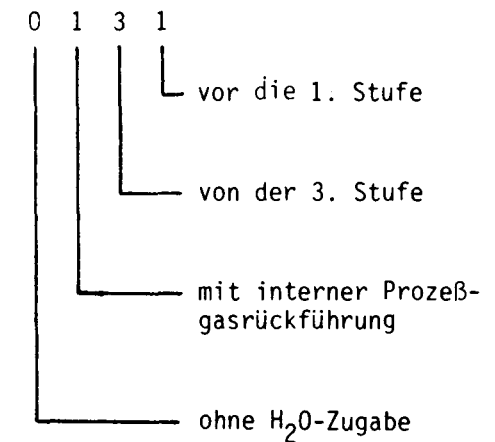 0 1 3 1
vor die 1. Stufe
von der 3. Stufe
mit interner Prozeß-
gasrückführung
ohne H₂O-Zugabe